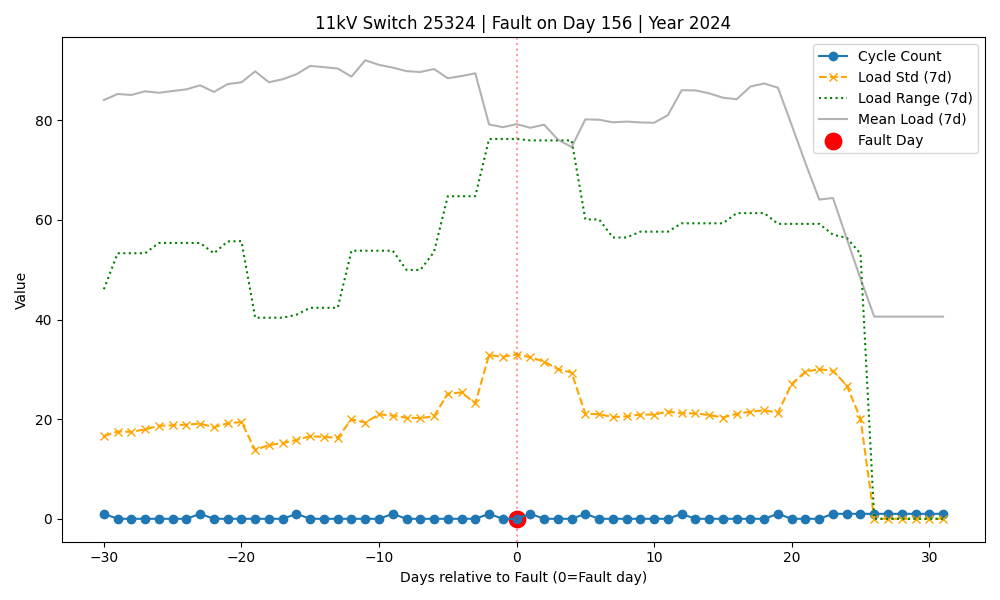 11kV Switch 25324 | Fault on Day 156 | Year 2024
Cycle Count
Load Std (7d)
Load Range (7d)
Mean Load (7d)
Fault Day
Value
80
60
40
20
0
−30
−20
−10
0
10
20
30
Days relative to Fault (0=Fault day)